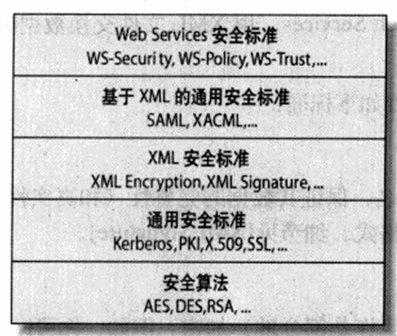 Web Services 安全标准
WS-Security, WS-Policy,WS-Trust,...
基于 XML 的通用安全标准
SAML, XACML,...
XML 安全标准
XML Encryption,XML Signature, ...
通用安全标准
Kerberos,PKI,X.509,SSL, ...
安全算法
AES,DES,RSA, ...